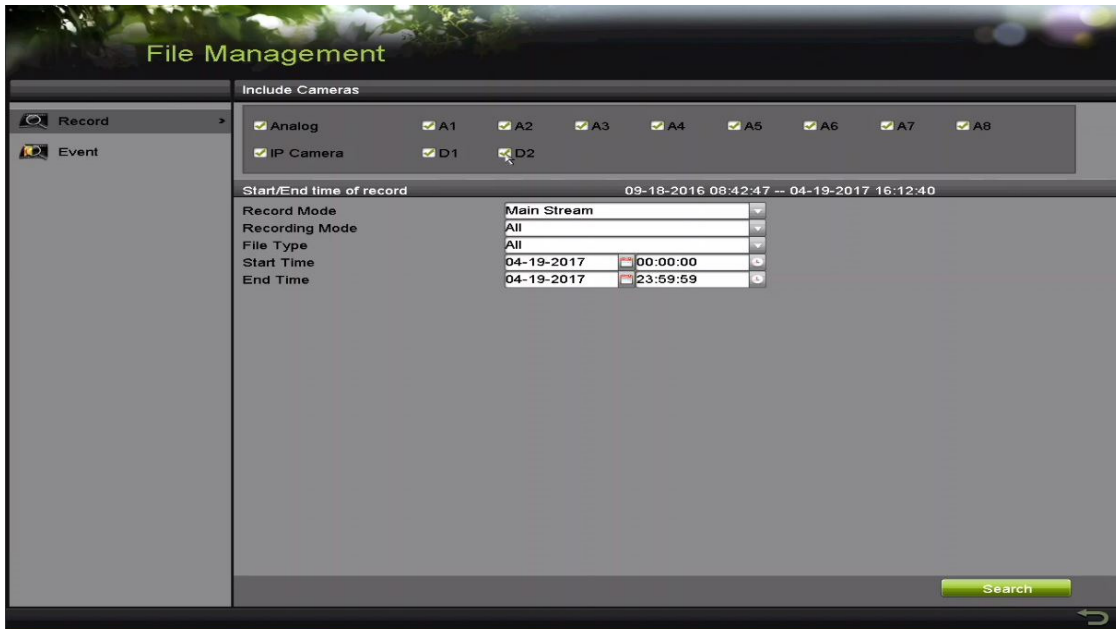 File Management
Include Cameras
Record >
Event
Analog A1 A2 A3 A4 A5 A6 A7 A8
IP Camera D1 D2
Start/End time of record 09-18-2016 08:42:47 -- 04-19-2017 16:12:40
Record Mode Main Stream
Recording Mode All
File Type All
Start Time 04-19-2017 00:00:00
End Time 04-19-2017 23:59:59
Search